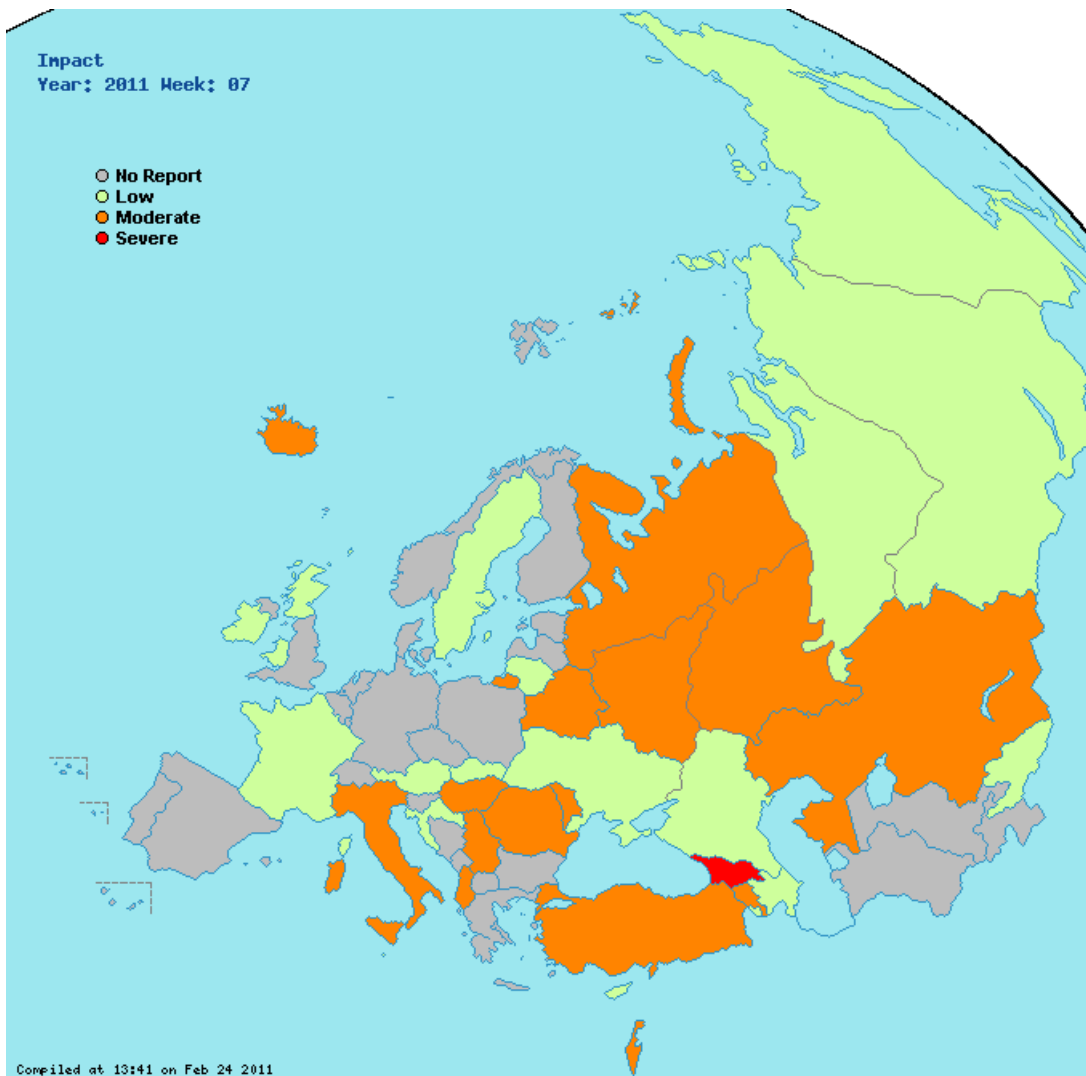 Impact
Year: 2011 Week: 07
No Report
Low
Moderate
Severe
Compiled at 13:41 on Feb 24 2011